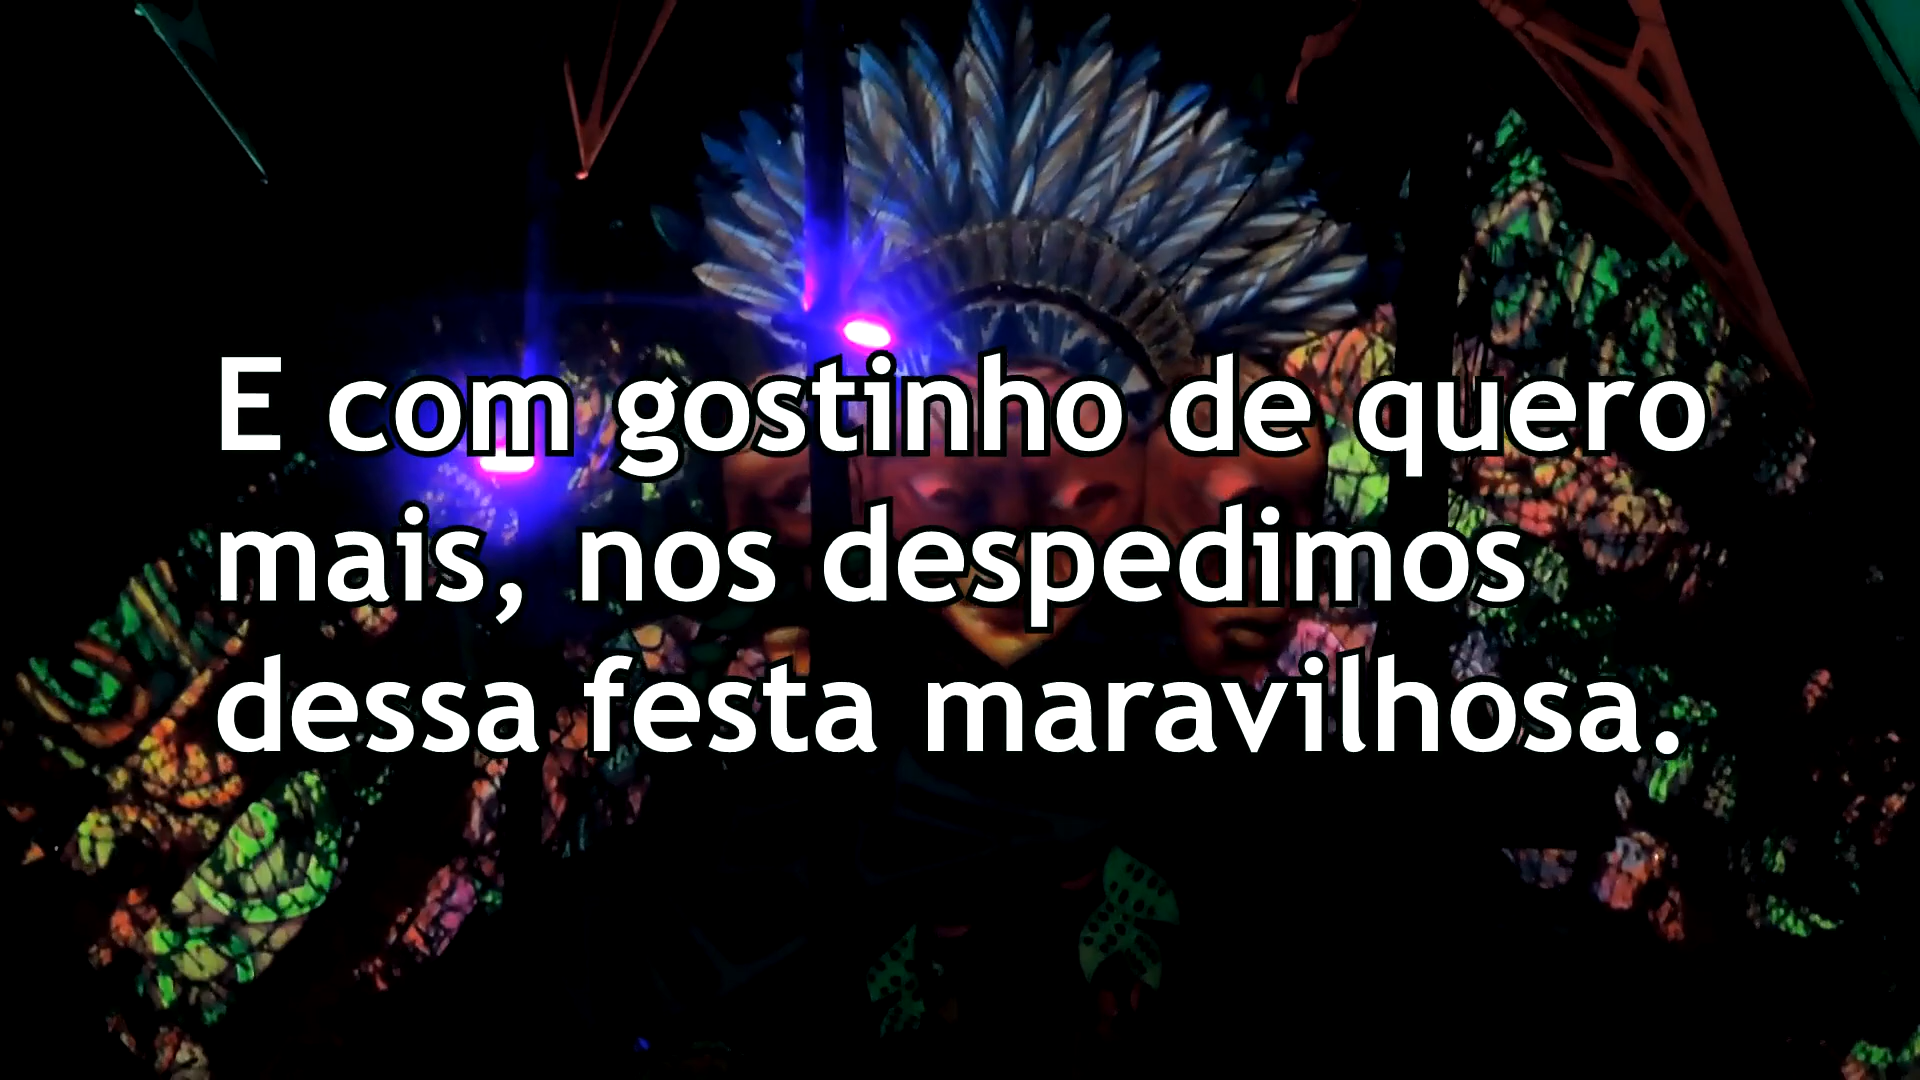 E com gostinho de quero
mais, nos despedimos
dessa festa maravilhosa.